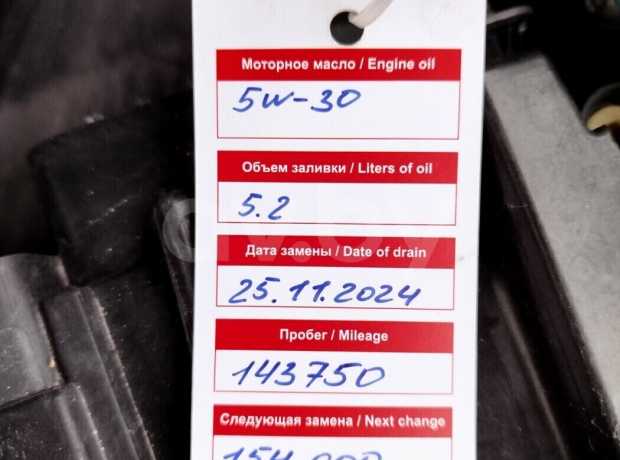 Моторное масло / Engine oil
5W-30
Объем заливки / Liters of oil
5.2
Дата замены / Date of drain
25.11.2024
Пробег / Mileage
143750
Следующая замена / Next change